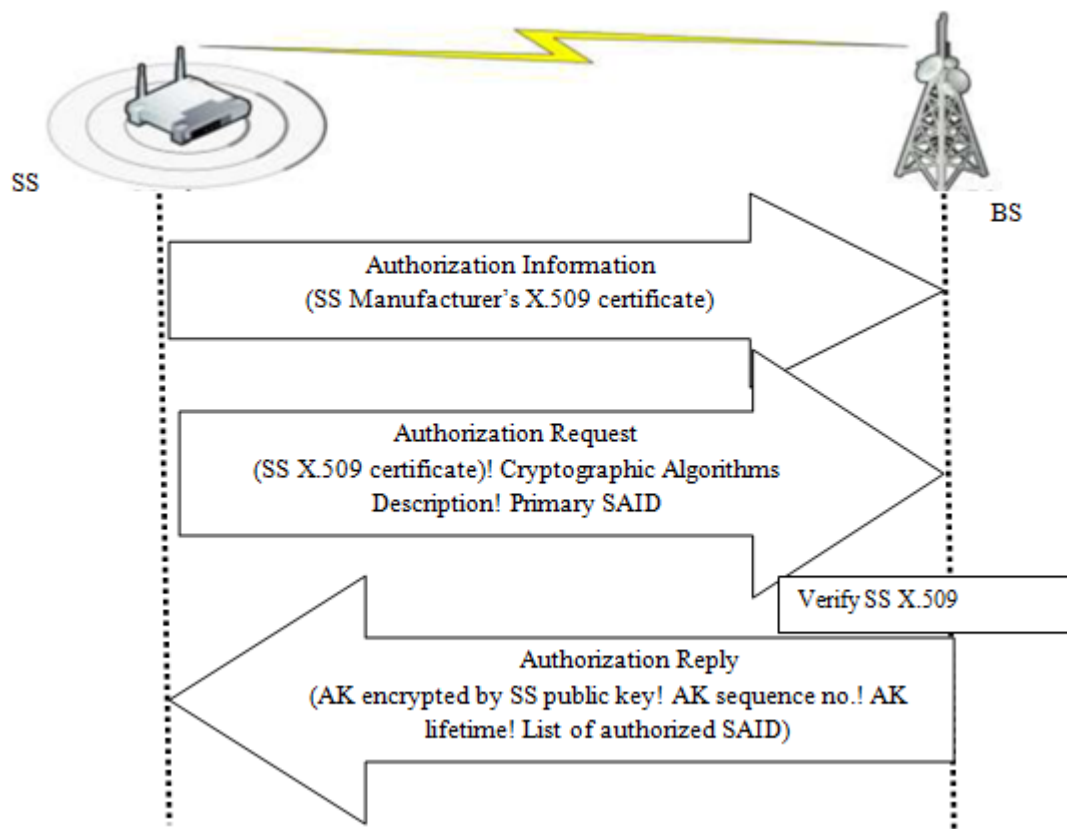 SS
BS
Authorization Information
(SS Manufacturer’s X.509 certificate)
Authorization Request
(SS X.509 certificate)! Cryptographic Algorithms
Description! Primary SAID
Verify SS X.509
Authorization Reply
(AK encrypted by SS public key! AK sequence no.! AK
lifetime! List of authorized SAID)